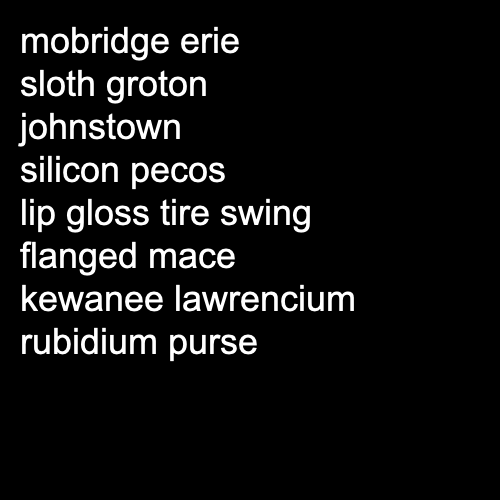 mobridge erie
sloth groton
johnstown
silicon pecos
lip gloss tire swing
flanged mace
kewanee lawrencium
rubidium purse